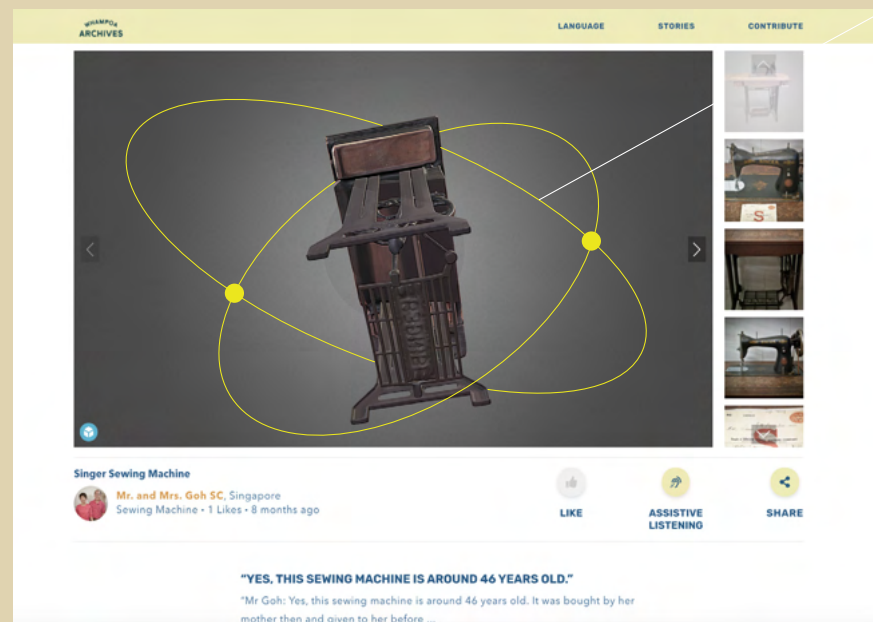 WHAMPOA
ARCHIVES
LANGUAGE
STORIES
CONTRIBUTE
S
Singer Sewing Machine
Mr. and Mrs. Goh SC, Singapore
Sewing Machine • 1 Likes • 8 months ago
LIKE
ASSISTIVE
LISTENING
SHARE
“YES, THIS SEWING MACHINE IS AROUND 46 YEARS OLD.”
“Mr Goh: Yes, this sewing machine is around 46 years old. It was bought by her
mother then and given to her before ...